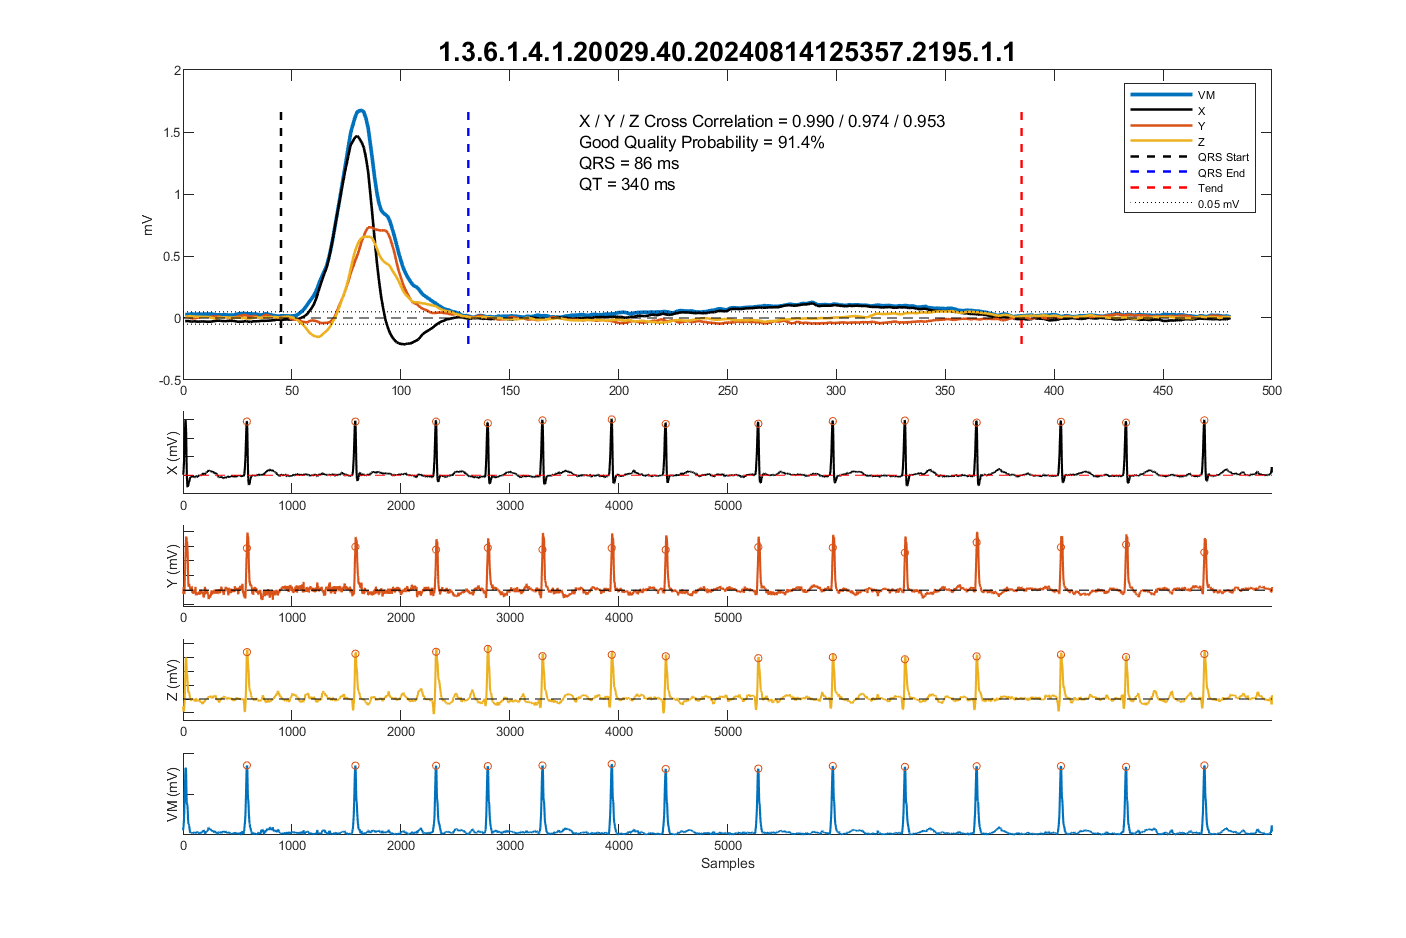 1.3.6.1.4.1.20029.40.20240814125357.2195.1.1
2
1.5
1
0.5
0
-0.5
mV
X / Y / Z Cross Correlation = 0.990 / 0.974 / 0.953
Good Quality Probability = 91.4%
QRS = 86 ms
QT = 340 ms
VM
X
Y
Z
QRS Start
QRS End
Tend
0.05 mV
0 50 100 150 200 250 300 350 400 450 500
X (mV)
0 1000 2000 3000 4000 5000
Y (mV)
0 1000 2000 3000 4000 5000
Z (mV)
0 1000 2000 3000 4000 5000
VM (mV)
0 1000 2000 3000 4000 5000
Samples